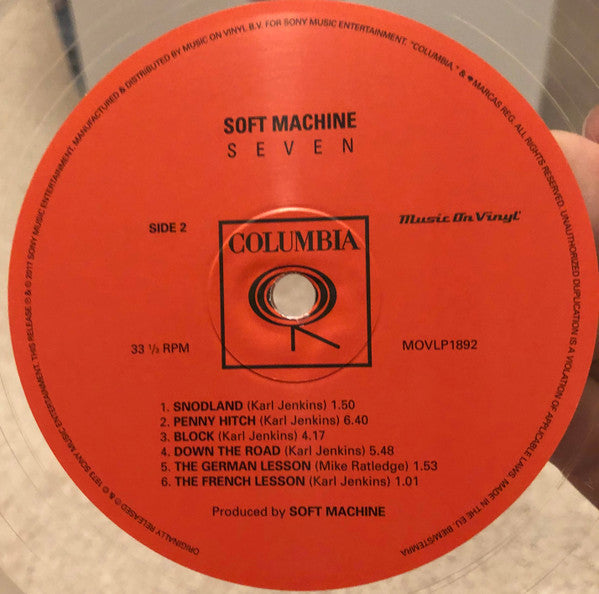 SOFT MACHINE
SEVEN
SIDE 2
Music On Vinyl
COLUMBIA
33 ⅓ RPM
MOVLP1892
1. SNODLAND (Karl Jenkins) 1.50
2. PENNY HITCH (Karl Jenkins) 6.40
3. BLOCK (Karl Jenkins) 4.17
4. DOWN THE ROAD (Karl Jenkins) 5.48
5. THE GERMAN LESSON (Mike Ratledge) 1.53
6. THE FRENCH LESSON (Karl Jenkins) 1.01
Produced by SOFT MACHINE
ORIGINALLY RELEASED ℗ & © 1973 SONY MUSIC ENTERTAINMENT. THIS RELEASE ℗ & © 2017 SONY MUSIC ENTERTAINMENT. MANUFACTURED & DISTRIBUTED BY MUSIC ON VINYL B.V. FOR SONY MUSIC ENTERTAINMENT. "COLUMBIA," & MARCAS REG. ALL RIGHTS RESERVED. UNAUTHORIZED DUPLICATION IS A VIOLATION OF APPLICABLE LAWS. MADE IN THE EU. BIEM/STEMRA